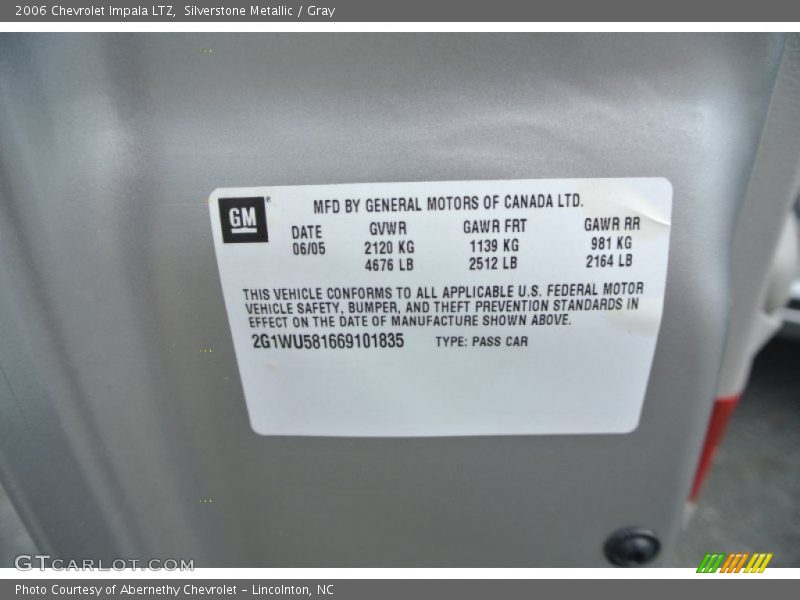 2006 Chevrolet Impala LTZ, Silverstone Metallic / Gray
MFD BY GENERAL MOTORS OF CANADA LTD.
GM
DATE GVWR GAWR FRT GAWR RR
06/05 2120 KG 1139 KG 981 KG
4676 LB 2512 LB 2164 LB
THIS VEHICLE CONFORMS TO ALL APPLICABLE U.S. FEDERAL MOTOR
VEHICLE SAFETY, BUMPER, AND THEFT PREVENTION STANDARDS IN
EFFECT ON THE DATE OF MANUFACTURE SHOWN ABOVE.
2G1WU581669101835 TYPE: PASS CAR
GTCARLOT.COM
Photo Courtesy of Abernethy Chevrolet - Lincolnton, NC